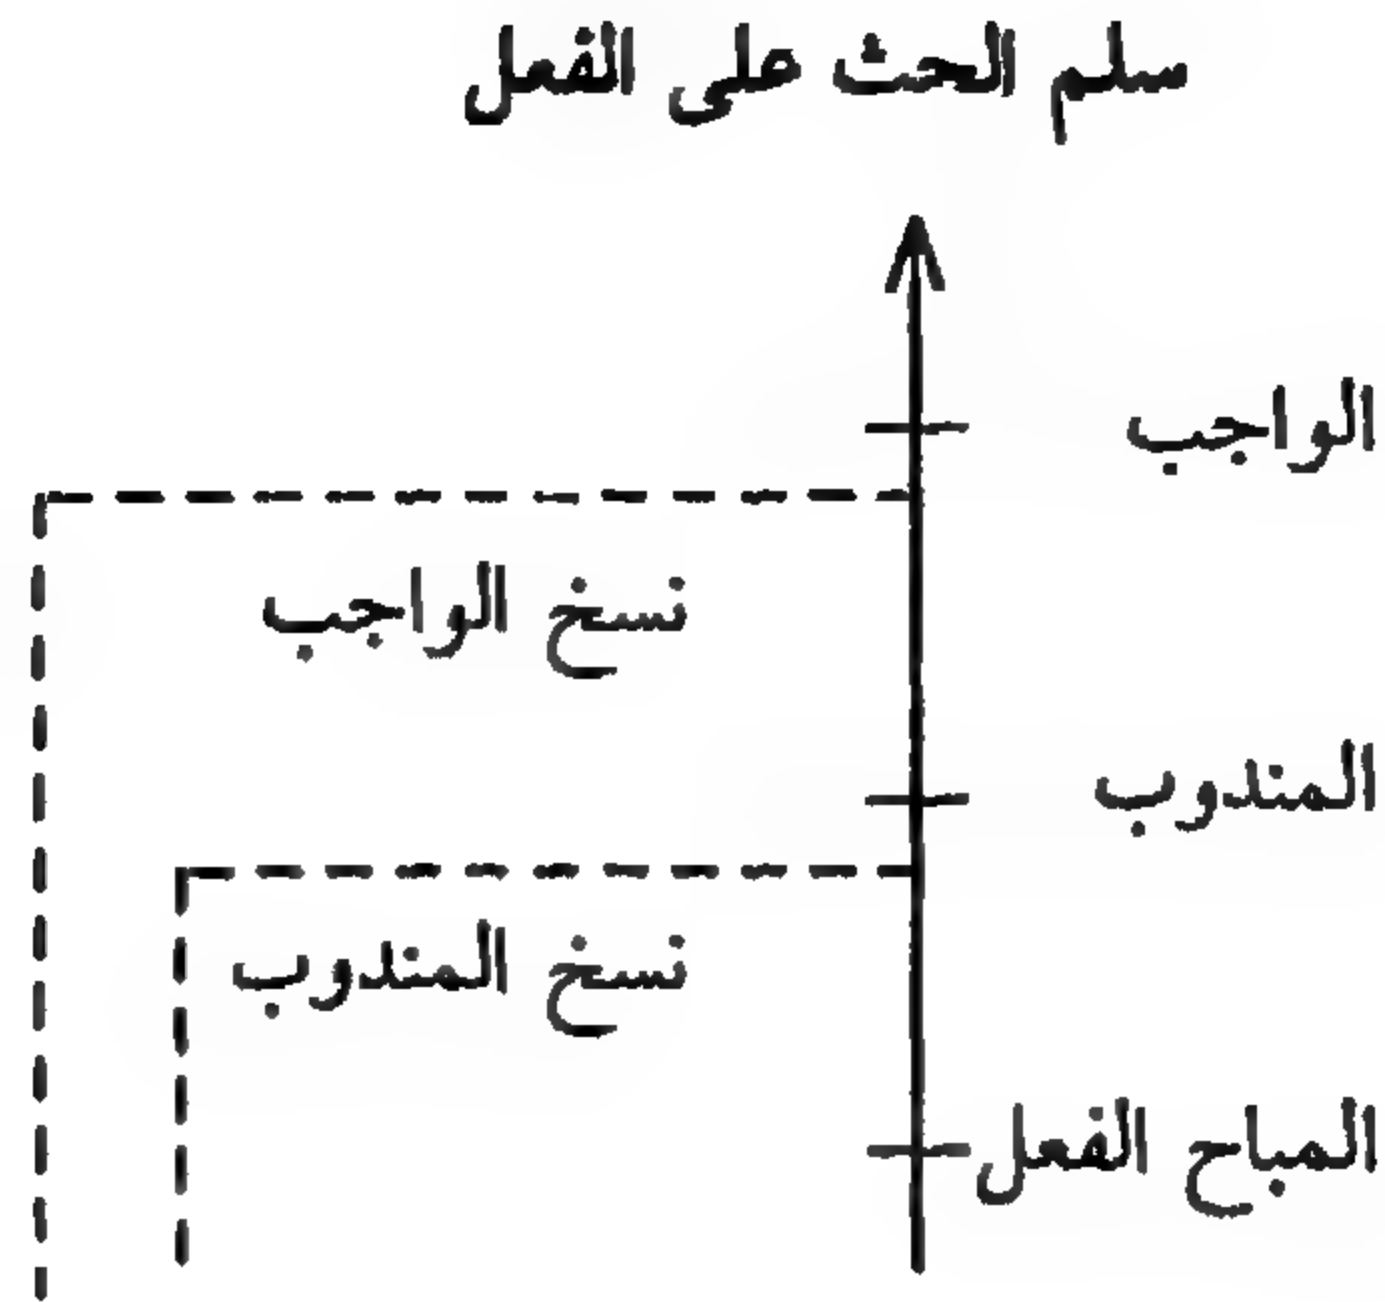 سلم الحث على الفعل
الواجب
نسخ الواجب
المندوب
نسخ المندوب
المباح الفعل